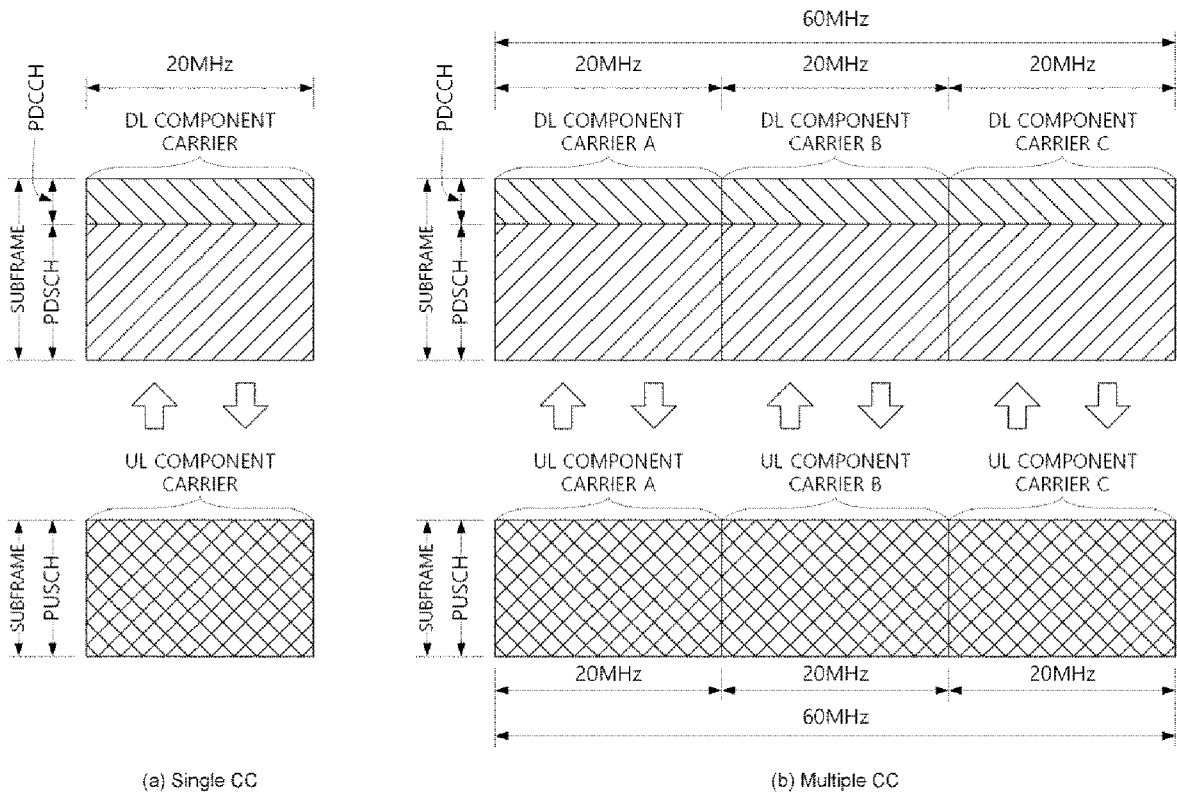 60MHz
20MHz
20MHz
20MHz
20MHz
PDCCH
PDCCH
DL COMPONENT
CARRIER
DL COMPONENT
CARRIER A
DL COMPONENT
CARRIER B
DL COMPONENT
CARRIER C
SUBFRAME
PDSCH
SUBFRAME
PDSCH
UL COMPONENT
CARRIER
UL COMPONENT
CARRIER A
UL COMPONENT
CARRIER B
UL COMPONENT
CARRIER C
SUBFRAME
PUSCH
SUBFRAME
PUSCH
20MHz
20MHz
20MHz
60MHz
(a) Single CC
(b) Multiple CC